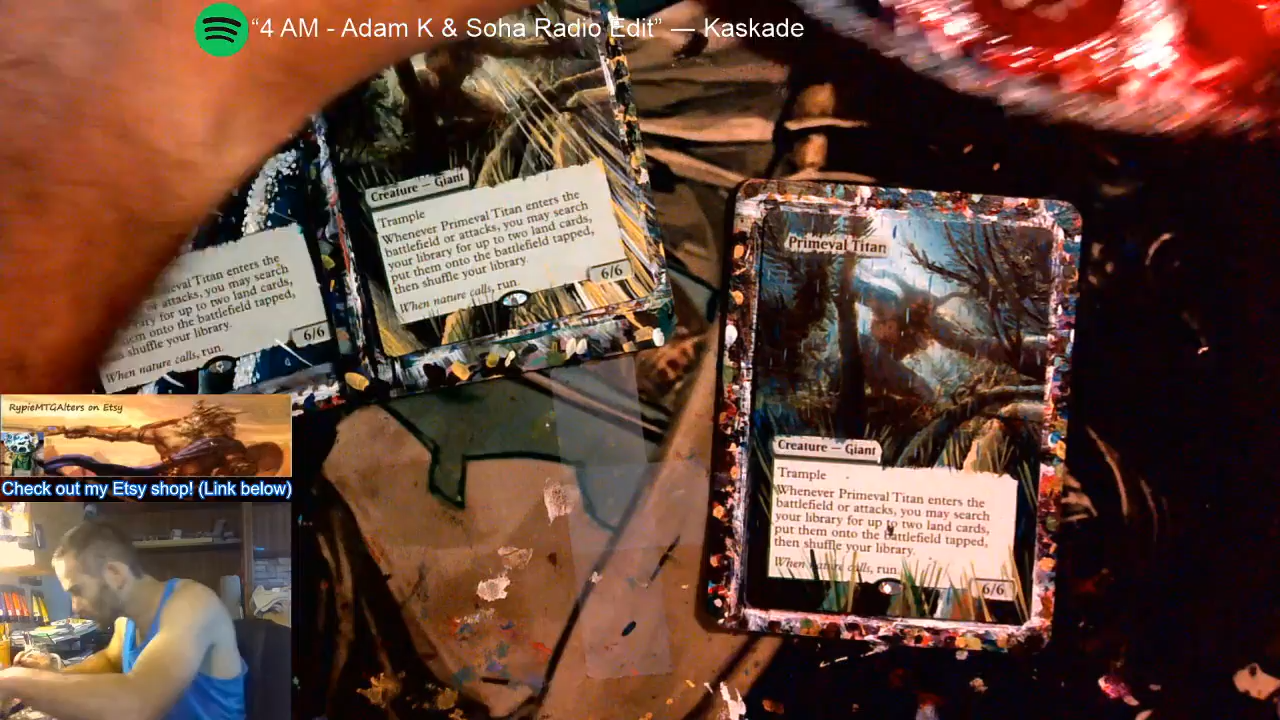 “4 AM - Adam K & Soha Radio Edit” — Kaskade
Creature — Giant
Trample
Whenever Primeval Titan enters the
battlefield or attacks, you may search
your library for up to two land cards,
put them onto the battlefield tapped,
then shuffle your library.
When nature calls, run.
6/6
Titan enters the
attacks, you may search
for up to two land cards,
onto the battlefield tapped,
shuffle your library.
When nature calls, run.
6/6
Primeval Titan
Creature — Giant
Trample
Whenever Primeval Titan enters the
battlefield or attacks, you may search
your library for up to two land cards,
put them onto the battlefield tapped,
then shuffle your library.
When nature calls, run.
6/6
RypieMTGAlters on Etsy
Check out my Etsy shop! (Link below)